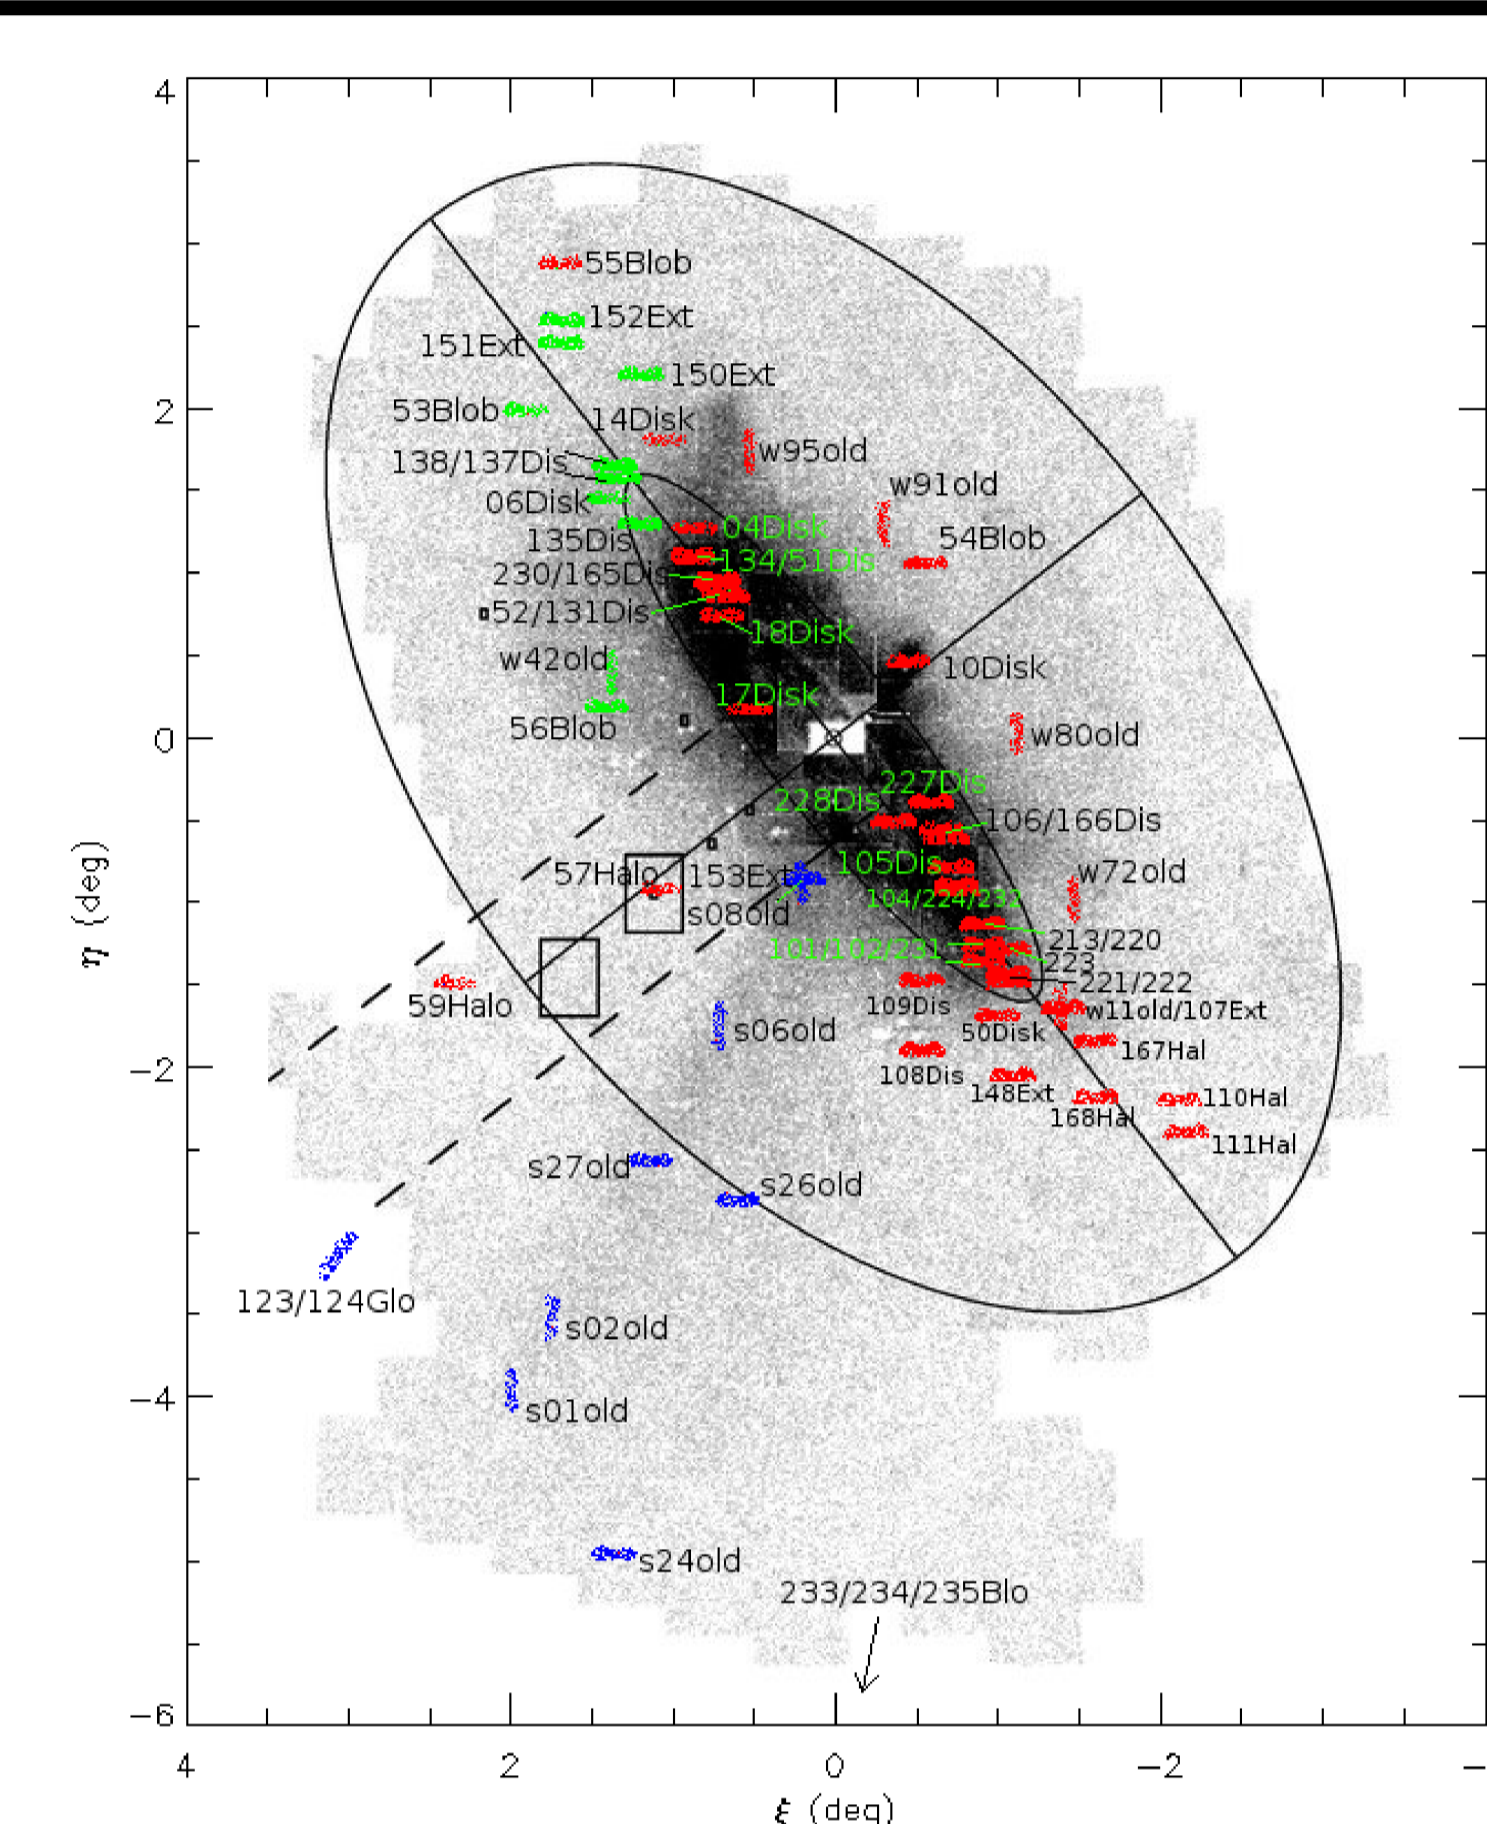 4
55Blob
152Ext
151Ext
150Ext
2
53Blob
14Disk
w95old
138/137Dis
w91old
06Disk
04Disk
54Blob
135Dis
134/51Dis
230/165Dis
52/131Dis
18Disk
w42old
10Disk
17Disk
56Blob
0
w80old
227Dis
228Dis
106/166Dis
105Dis
57Halo
153Ext
w72old
104/224/232
s08old
η (deg)
213/220
101/102/231
223
221/222
59Halo
109Dis
w11old/107Ext
s06old
50Disk
167Hal
−2
108Dis
148Ext
110Hal
168Hal
111Hal
s27old
s26old
123/124Glo
s02old
−4
s01old
s24old
233/234/235Blo
−6
4 2 0 −2 −
ξ (deg)